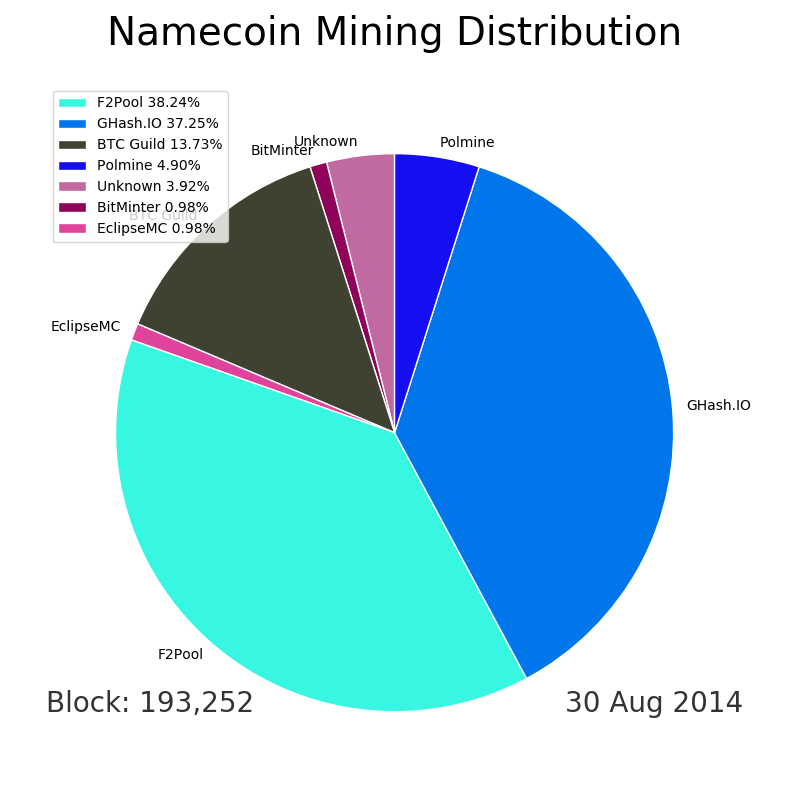 Namecoin Mining Distribution
F2Pool 38.24%
GHash.IO 37.25%
BTC Guild 13.73%
Polmine 4.90%
Unknown 3.92%
BitMinter 0.98%
EclipseMC 0.98%
BTC Guild
BitMinter
Unknown
Polmine
EclipseMC
GHash.IO
F2Pool
Block: 193,252
30 Aug 2014